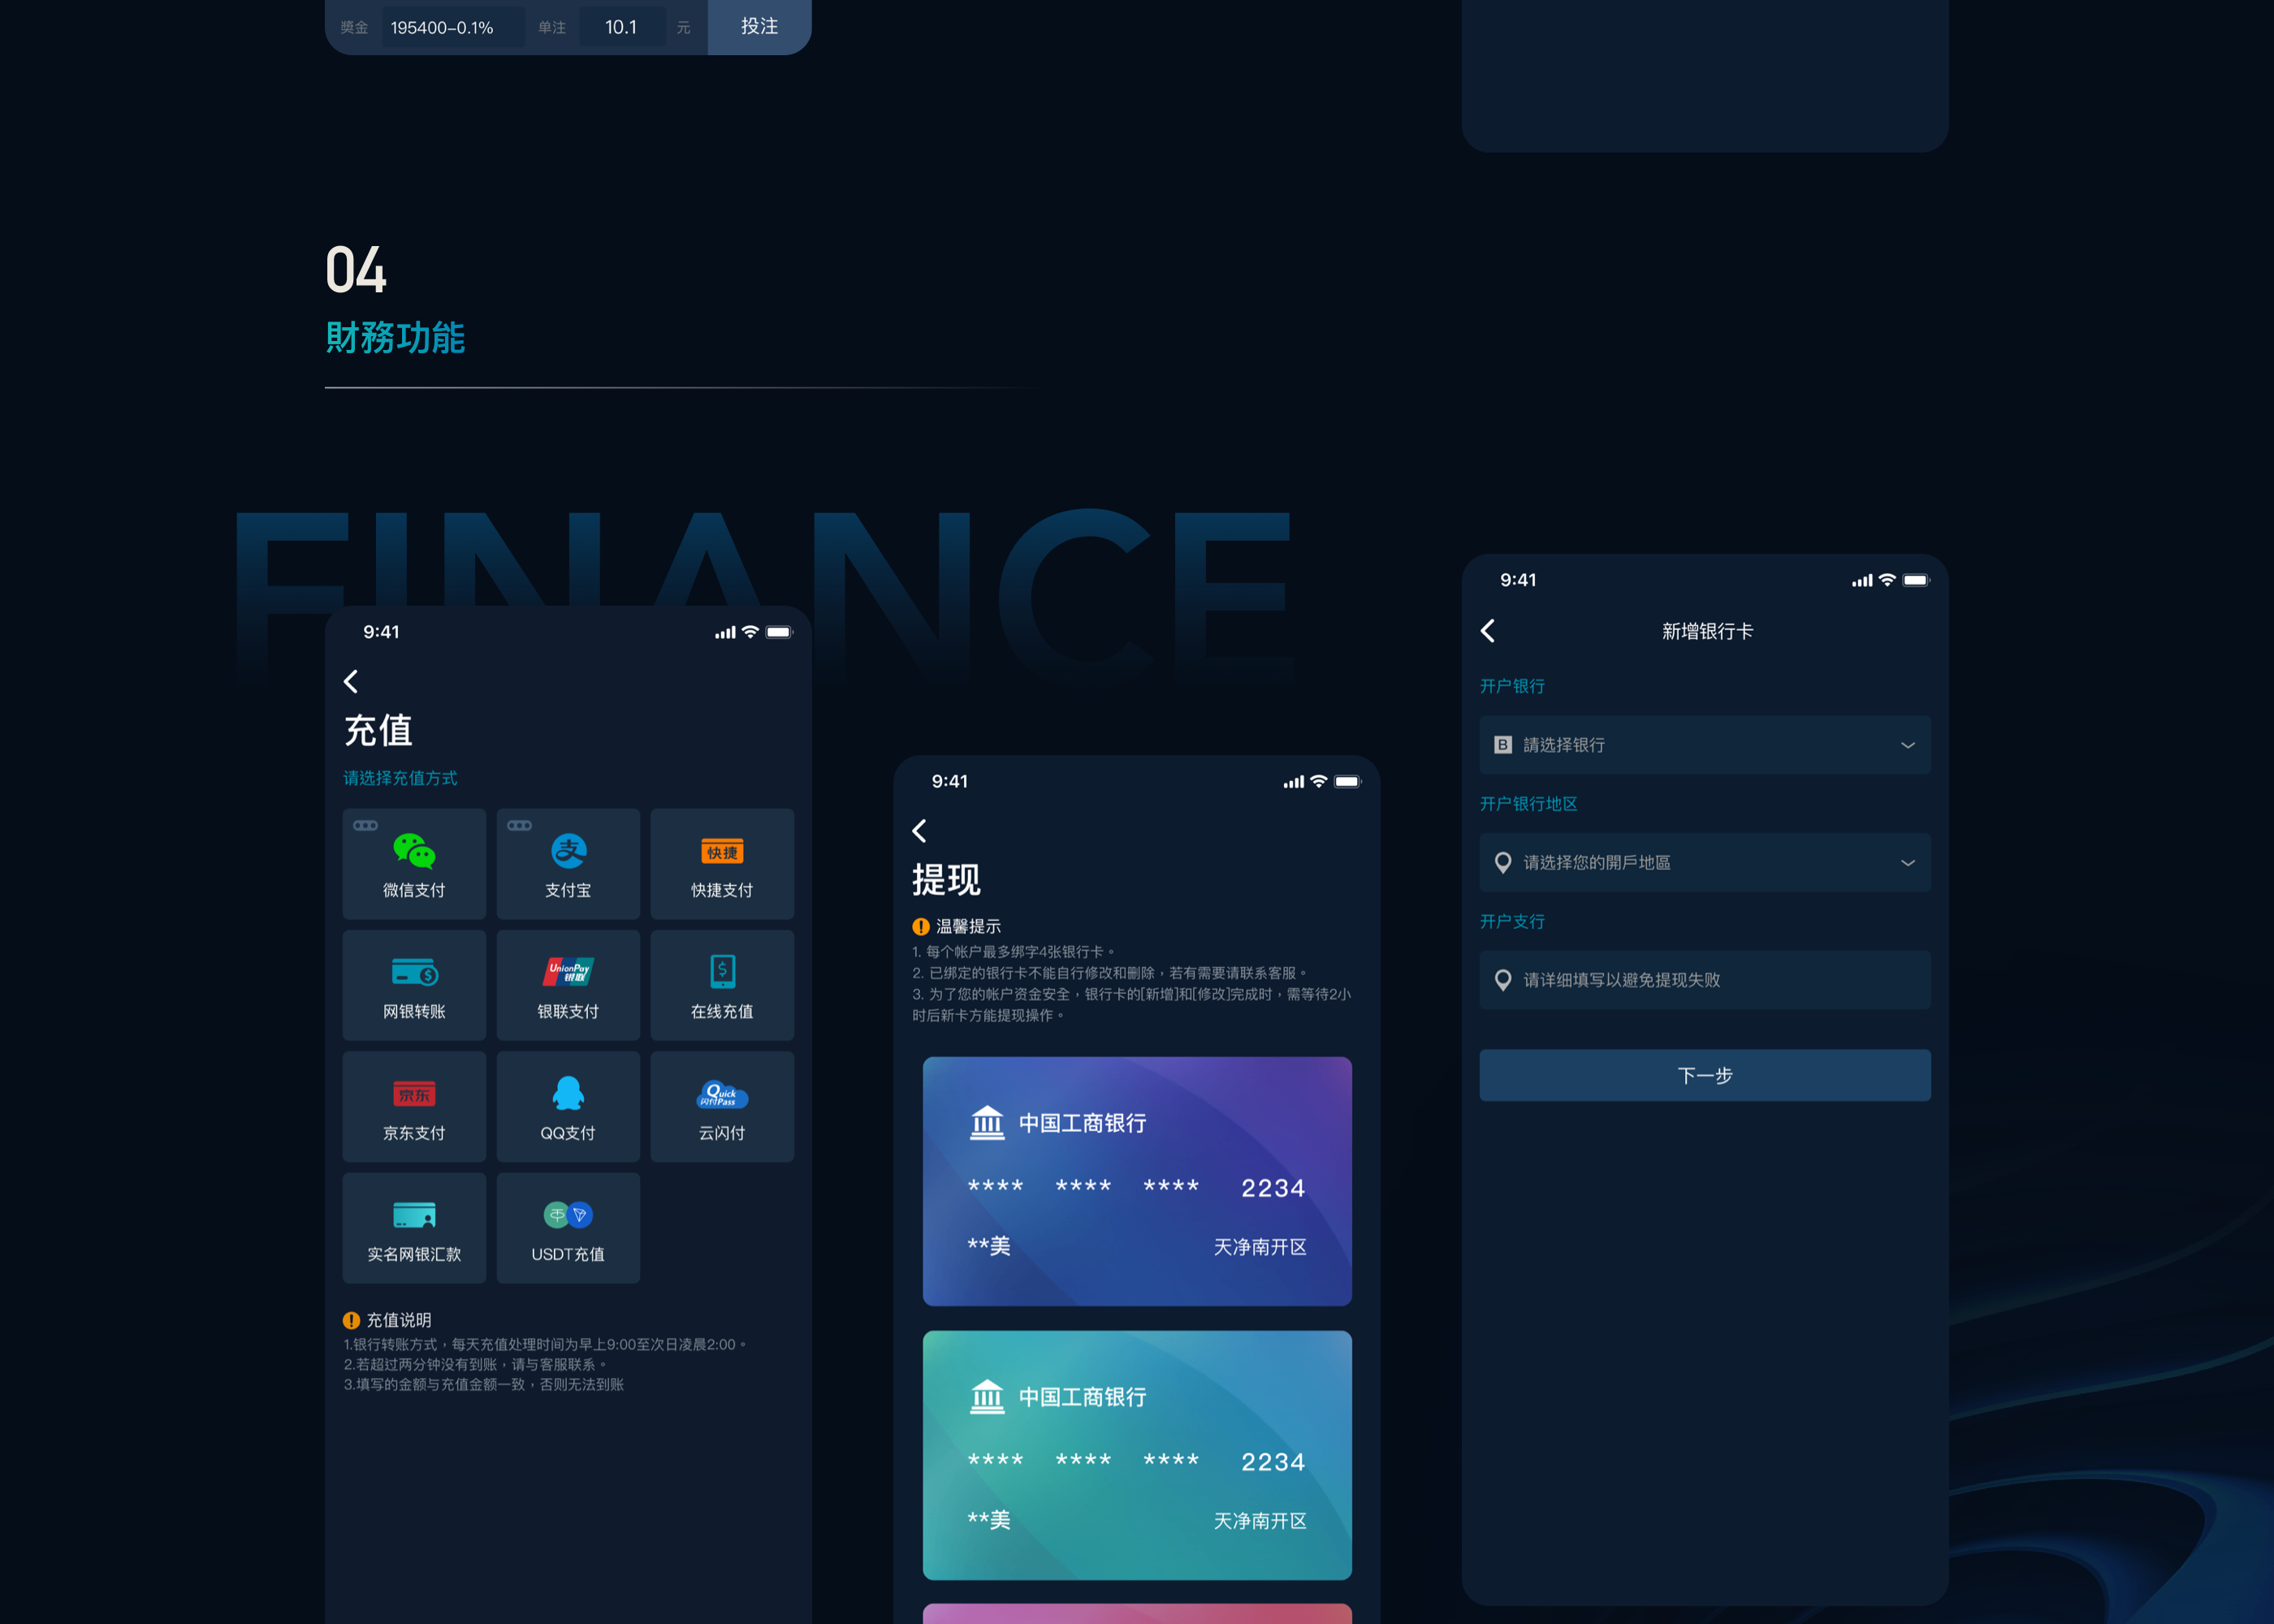 獎金 195400-0.1% 单注 10.1 元 投注
04
財務功能
FINANCE
9:41
充值
请选择充值方式
微信支付 支付宝 快捷 快捷支付
网银转账 UnionPay 银联 银联支付 在线充值
京东 京东支付 QQ支付 Quick 闪付Pass 云闪付
实名网银汇款 USDT充值
充值说明
1.银行转账方式，每天充值处理时间为早上9:00至次日凌晨2:00。
2.若超过两分钟没有到账，请与客服联系。
3.填写的金额与充值金额一致，否则无法到账
9:41
提现
温馨提示
1. 每个帐户最多绑字4张银行卡。
2. 已绑定的银行卡不能自行修改和删除，若有需要请联系客服。
3. 为了您的帐户资金安全，银行卡的[新增]和[修改]完成时，需等待2小
时后新卡方能提现操作。
中国工商银行
**** **** **** 2234
**美 天净南开区
中国工商银行
**** **** **** 2234
**美 天净南开区
9:41
新增银行卡
开户银行
B 請选择银行
开户银行地区
请选择您的開戶地區
开户支行
请详细填写以避免提现失败
下一步